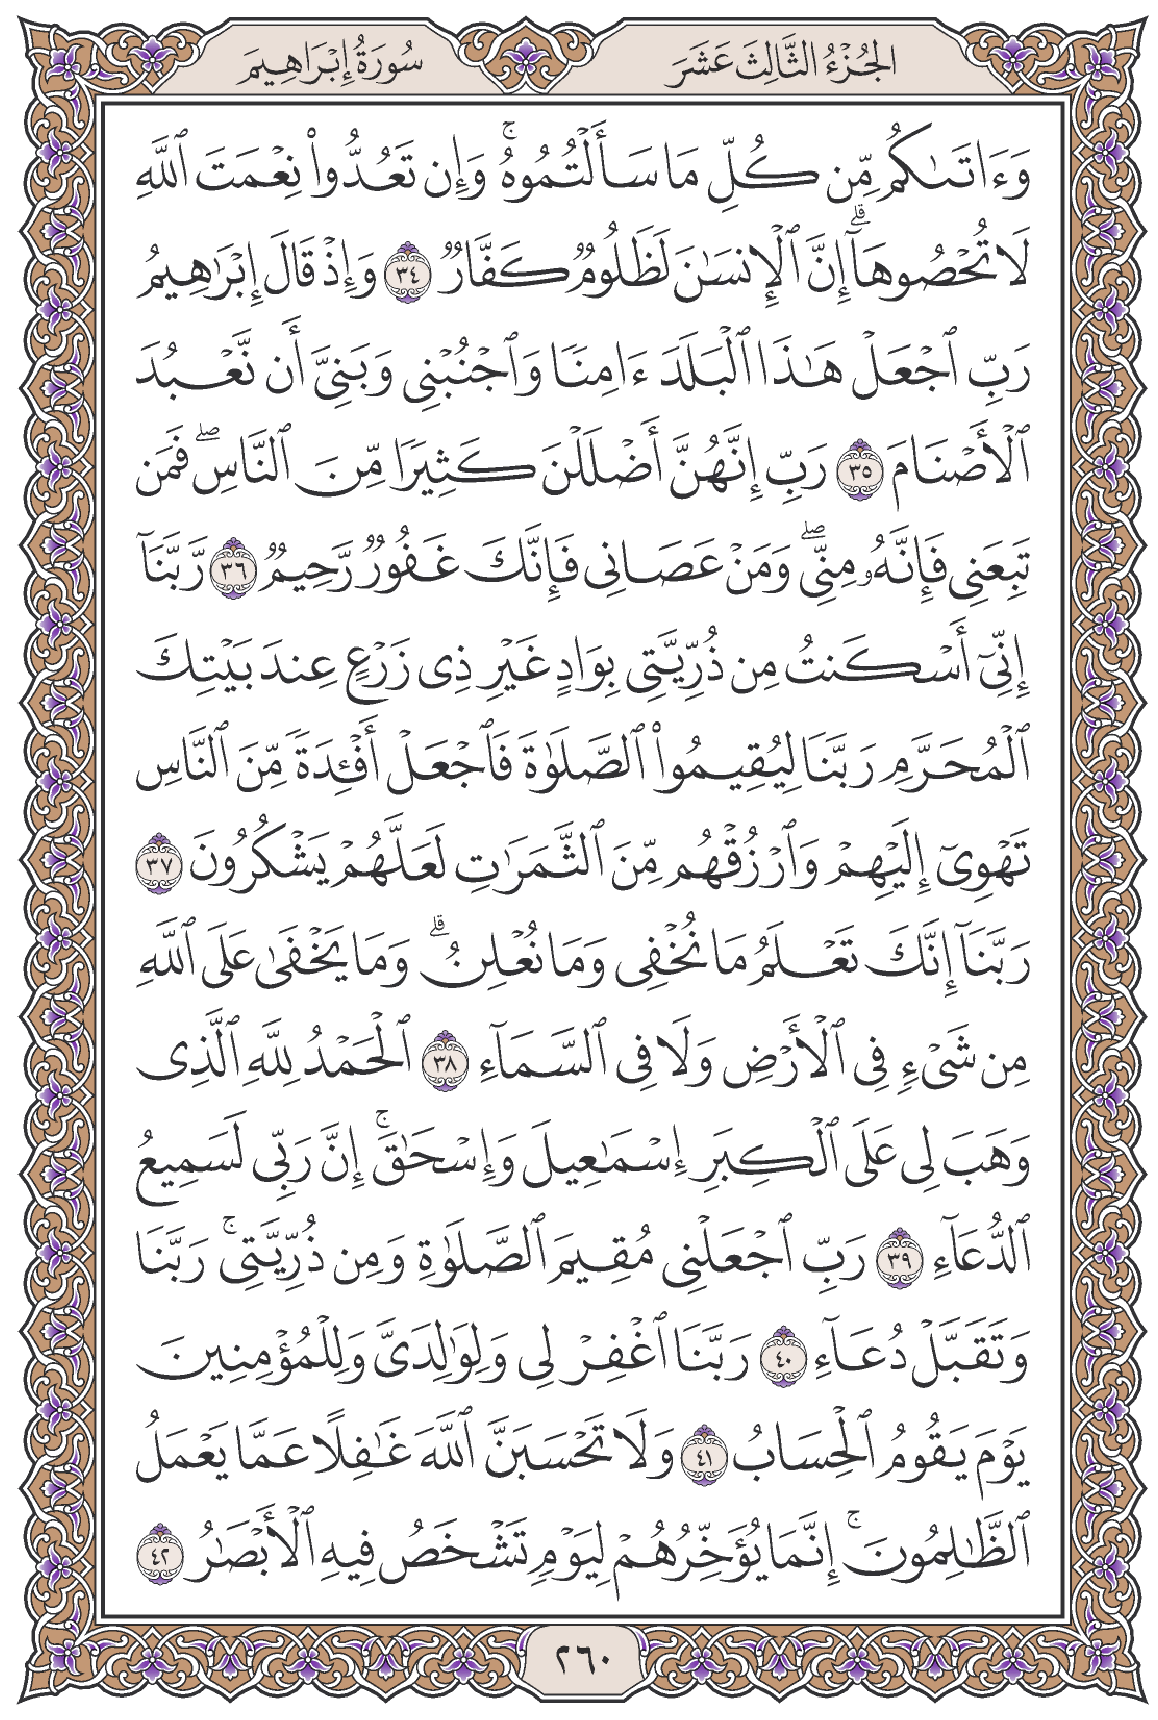 الجُزْءُ الثَّالِثَ عَشَرَ
سُورَةُ إِبْرَاهِيمَ
وَءَاتَىٰكُم مِّن كُلِّ مَا سَأَلْتُمُوهُۚ وَإِن تَعُدُّوا۟ نِعْمَتَ ٱللَّهِ
لَا تُحْصُوهَآۗ إِنَّ ٱلْإِنسَٰنَ لَظَلُومٌ كَفَّارٌ ٣٤ وَإِذْ قَالَ إِبْرَٰهِيمُ
رَبِّ ٱجْعَلْ هَٰذَا ٱلْبَلَدَ ءَامِنًا وَٱجْنُبْنِى وَبَنِىَّ أَن نَّعْبُدَ
ٱلْأَصْنَامَ ٣٥ رَبِّ إِنَّهُنَّ أَضْلَلْنَ كَثِيرًا مِّنَ ٱلنَّاسِۖ فَمَن
تَبِعَنِى فَإِنَّهُۥ مِنِّىۖ وَمَنْ عَصَانِى فَإِنَّكَ غَفُورٌ رَّحِيمٌ ٣٦ رَّبَّنَآ
إِنِّىٓ أَسْكَنتُ مِن ذُرِّيَّتِى بِوَادٍ غَيْرِ ذِى زَرْعٍ عِندَ بَيْتِكَ
ٱلْمُحَرَّمِ رَبَّنَا لِيُقِيمُوا۟ ٱلصَّلَوٰةَ فَٱجْعَلْ أَفْـِٔدَةً مِّنَ ٱلنَّاسِ
تَهْوِىٓ إِلَيْهِمْ وَٱرْزُقْهُم مِّنَ ٱلثَّمَرَٰتِ لَعَلَّهُمْ يَشْكُرُونَ ٣٧
رَبَّنَآ إِنَّكَ تَعْلَمُ مَا نُخْفِى وَمَا نُعْلِنُۗ وَمَا يَخْفَىٰ عَلَى ٱللَّهِ
مِن شَىْءٍ فِى ٱلْأَرْضِ وَلَا فِى ٱلسَّمَآءِ ٣٨ ٱلْحَمْدُ لِلَّهِ ٱلَّذِى
وَهَبَ لِى عَلَى ٱلْكِبَرِ إِسْمَٰعِيلَ وَإِسْحَٰقَۚ إِنَّ رَبِّى لَسَمِيعُ
ٱلدُّعَآءِ ٣٩ رَبِّ ٱجْعَلْنِى مُقِيمَ ٱلصَّلَوٰةِ وَمِن ذُرِّيَّتِىۚ رَبَّنَا
وَتَقَبَّلْ دُعَآءِ ٤٠ رَبَّنَا ٱغْفِرْ لِى وَلِوَٰلِدَىَّ وَلِلْمُؤْمِنِينَ
يَوْمَ يَقُومُ ٱلْحِسَابُ ٤١ وَلَا تَحْسَبَنَّ ٱللَّهَ غَٰفِلًا عَمَّا يَعْمَلُ
ٱلظَّٰلِمُونَۚ إِنَّمَا يُؤَخِّرُهُمْ لِيَوْمٍ تَشْخَصُ فِيهِ ٱلْأَبْصَٰرُ ٤٢
٢٦٠